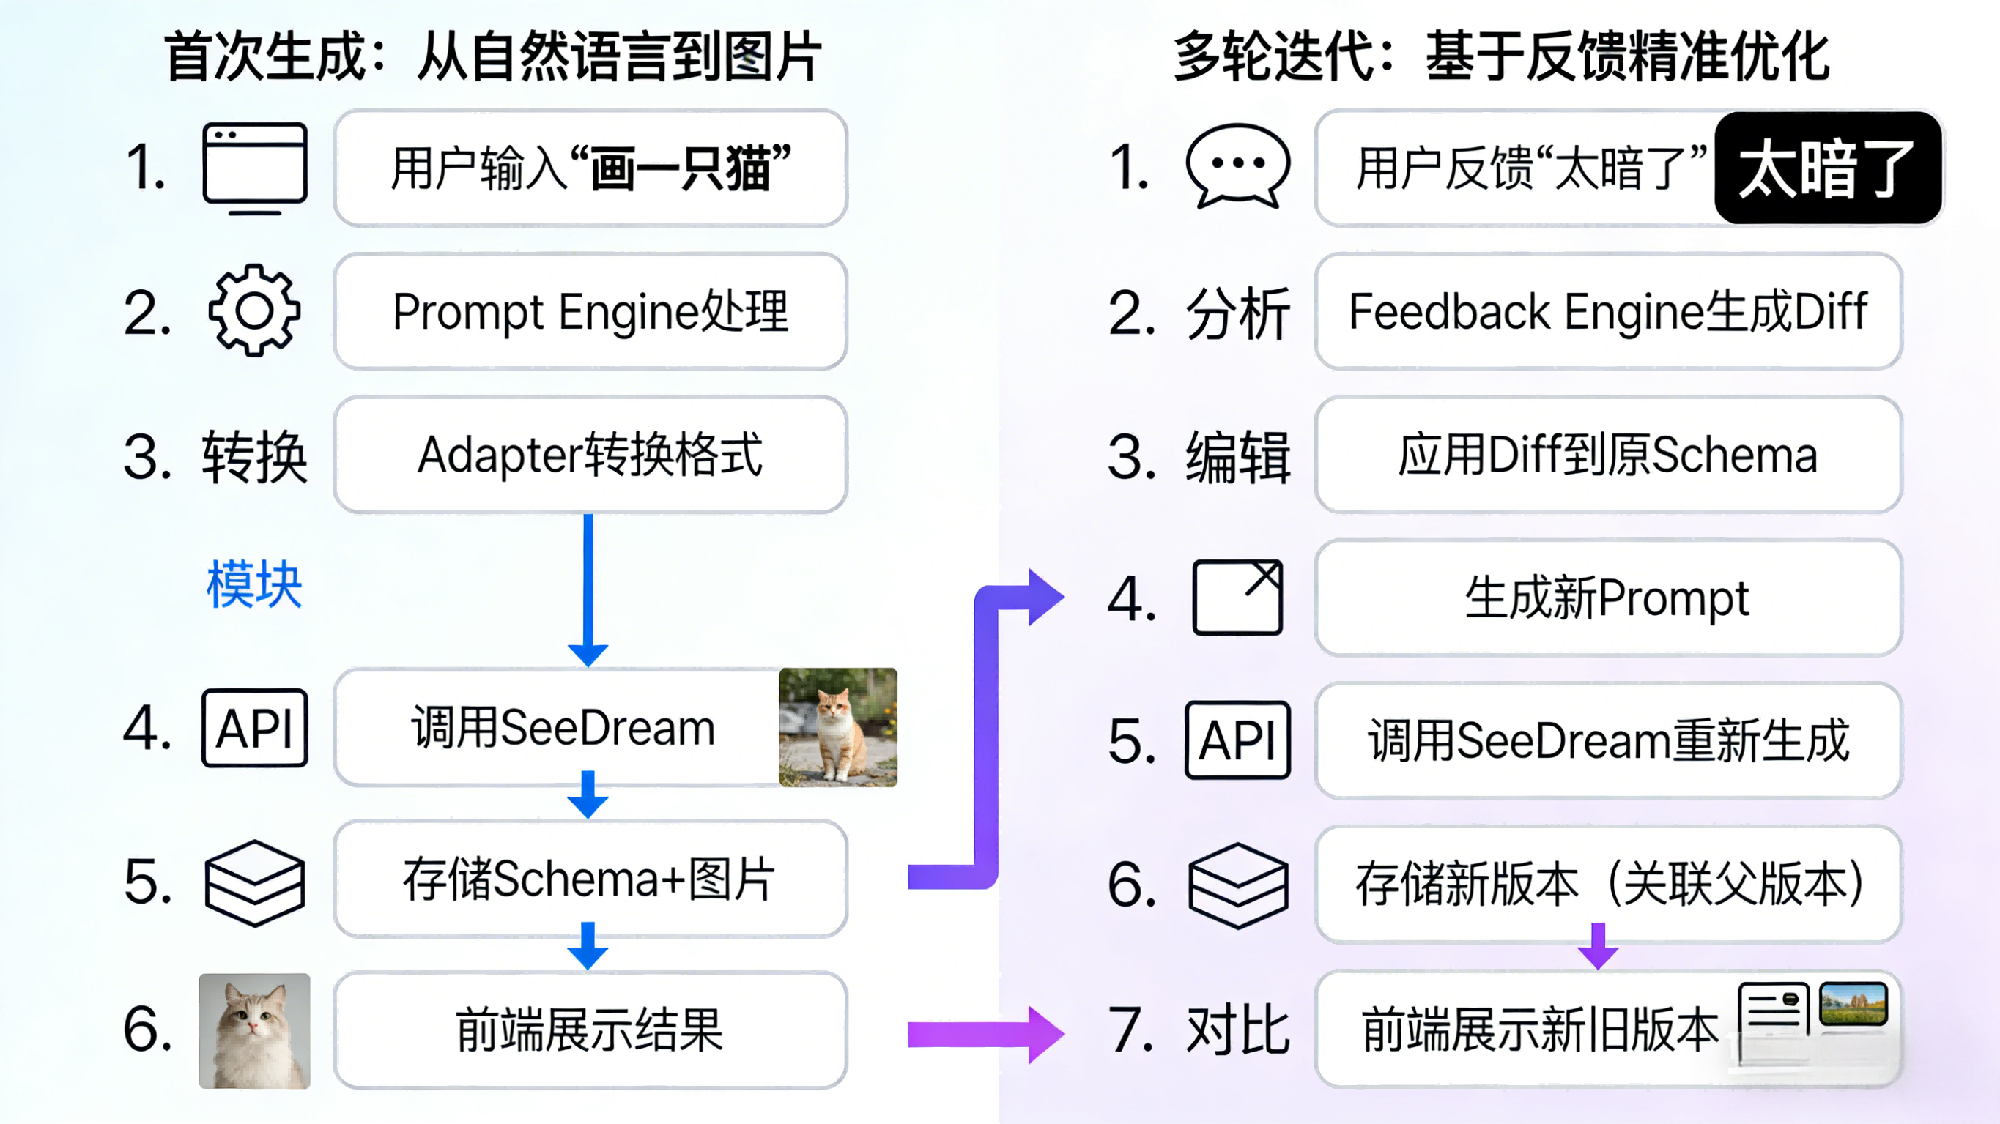 首次生成：从自然语言到图片
1. 用户输入“画一只猫”
2. Prompt Engine处理
3. 转换 Adapter转换格式
模块
4. API 调用SeeDream
5. 存储Schema+图片
6. 前端展示结果
多轮迭代：基于反馈精准优化
1. 用户反馈“太暗了” 太暗了
2. 分析 Feedback Engine生成Diff
3. 编辑 应用Diff到原Schema
4. 生成新Prompt
5. API 调用SeeDream重新生成
6. 存储新版本（关联父版本）
7. 对比 前端展示新旧版本